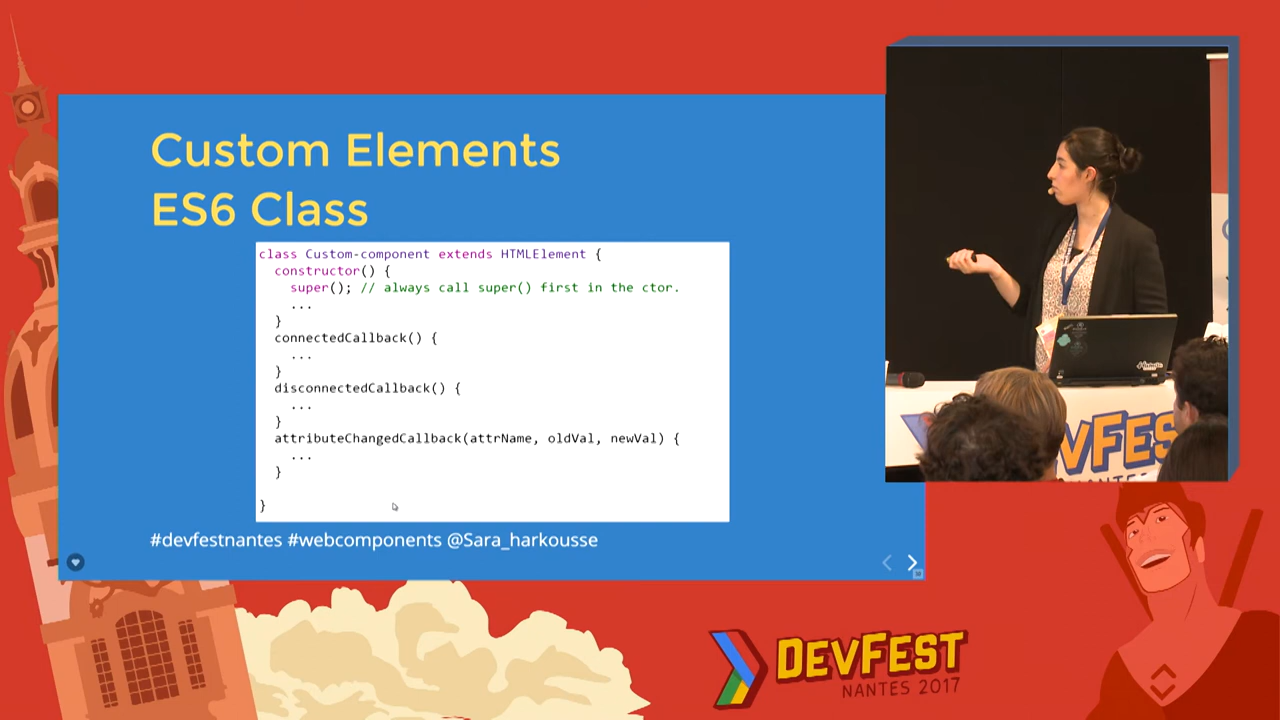 Custom Elements
ES6 Class
class Custom-component extends HTMLElement {
  constructor() {
    super(); // always call super() first in the ctor.
    ...
  }
  connectedCallback() {
    ...
  }
  disconnectedCallback() {
    ...
  }
  attributeChangedCallback(attrName, oldVal, newVal) {
    ...
  }
}
#devfestnantes #webcomponents @Sara_harkousse
DEVFEST
NANTES 2017